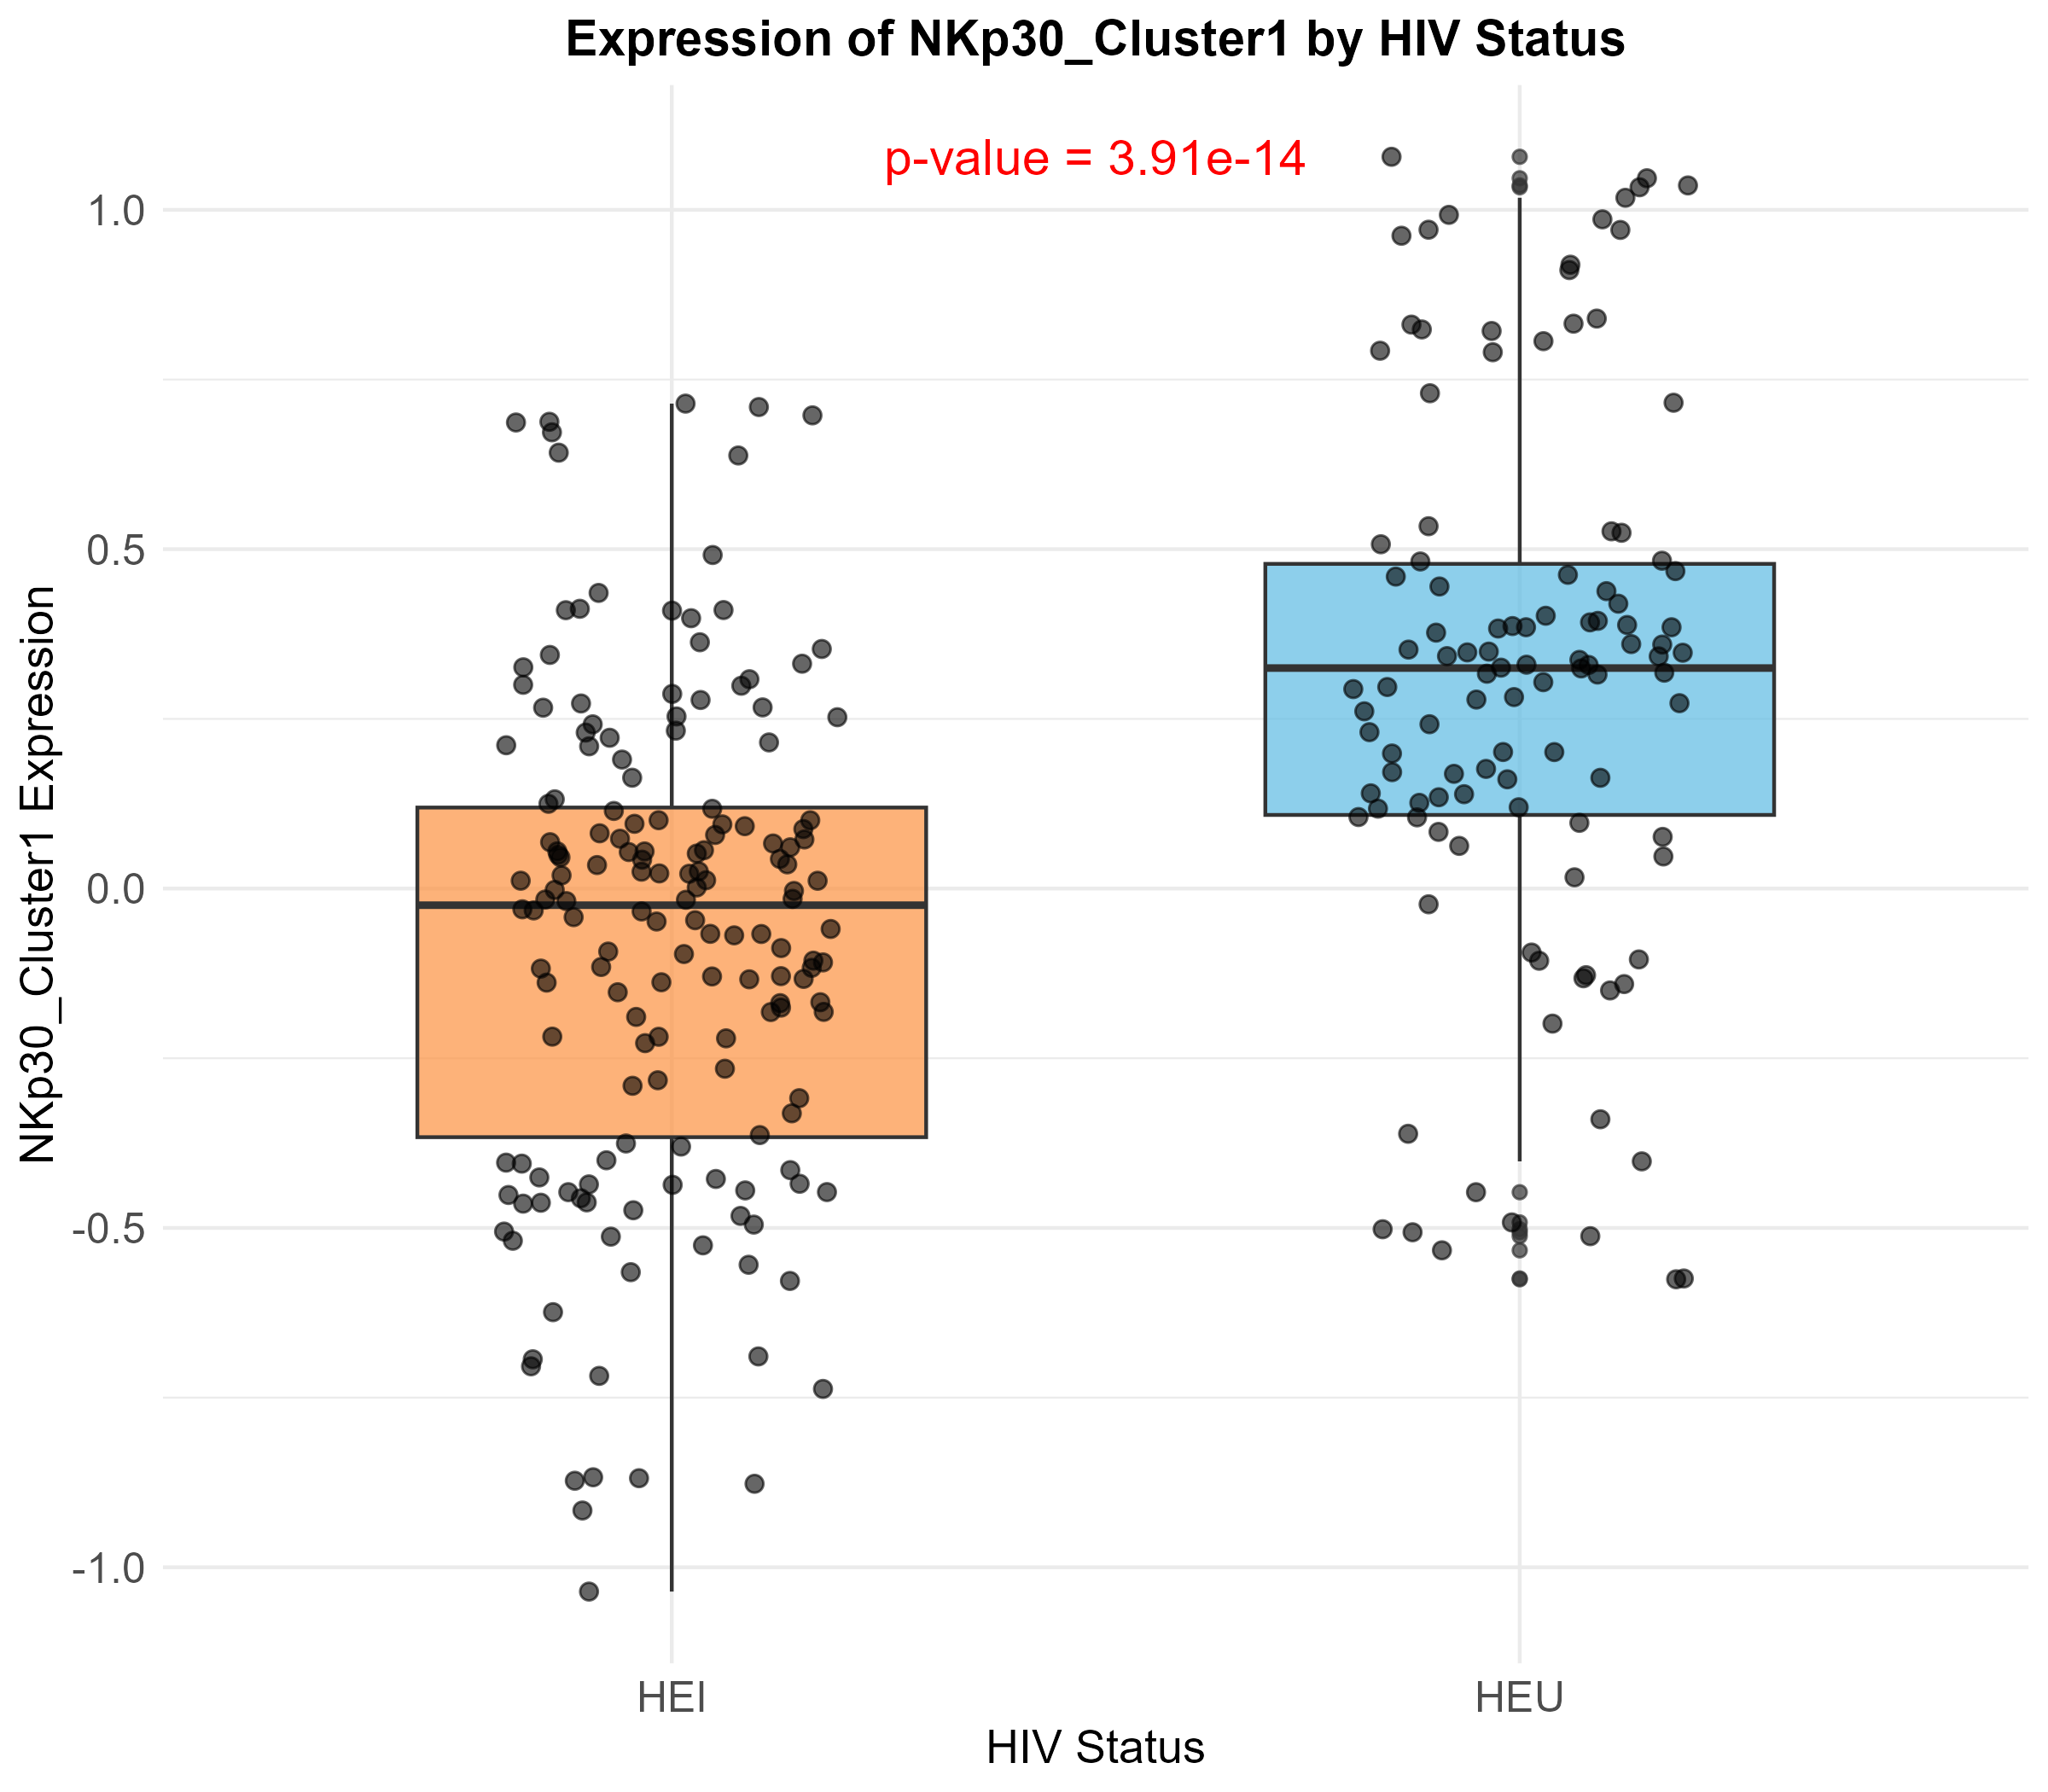 Expression of NKp30_Cluster1 by HIV Status
p-value = 3.91e-14
1.0
0.5
0.0
-0.5
-1.0
NKp30_Cluster1 Expression
HEI
HEU
HIV Status